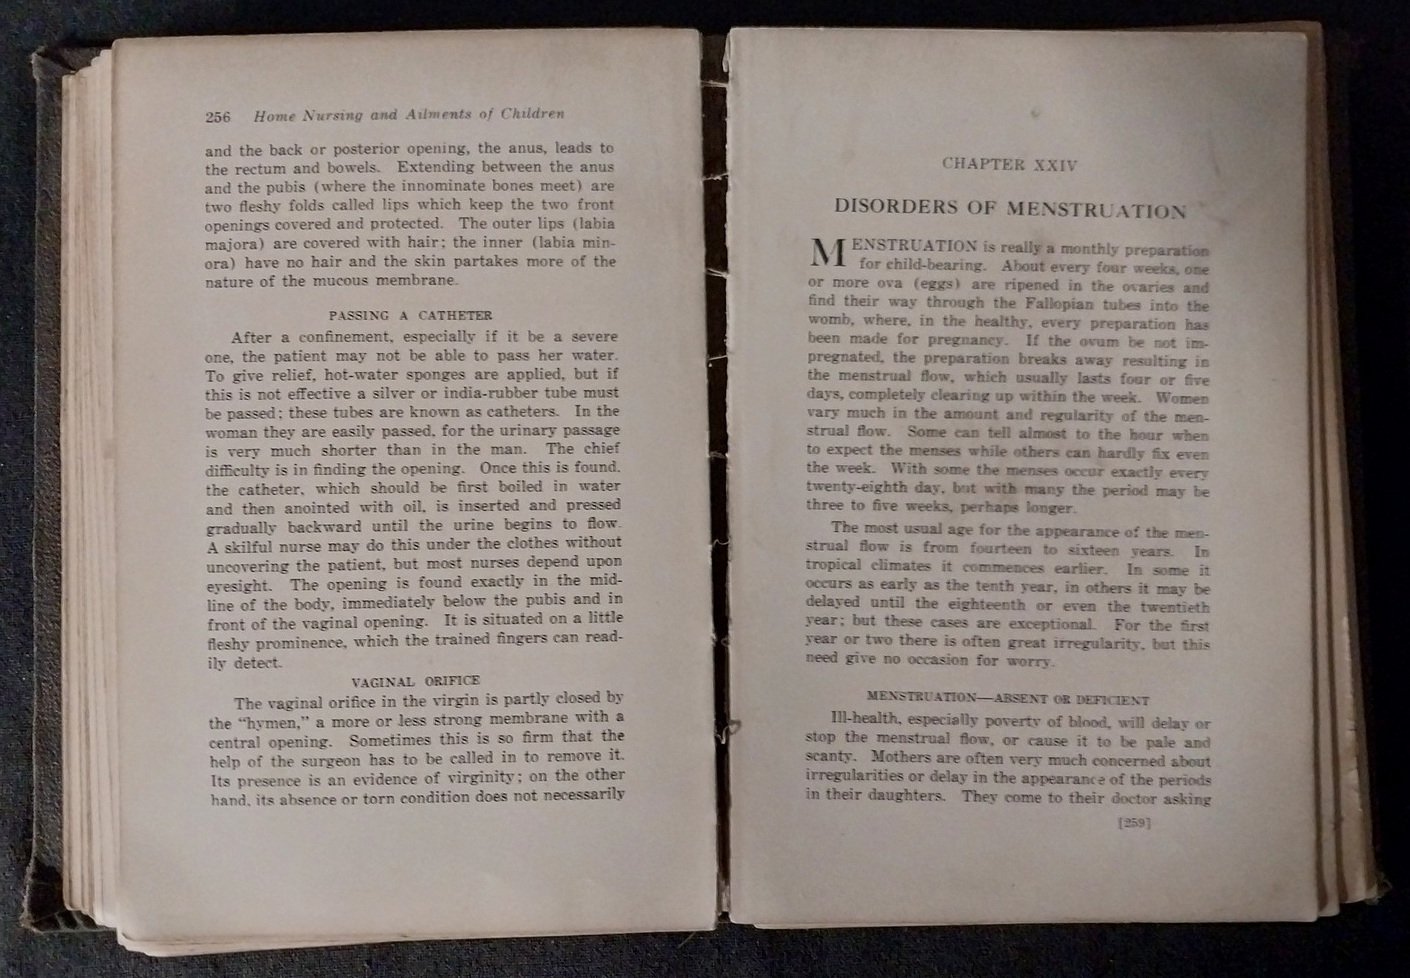 256 Home Nursing and Ailments of Children
and the back or posterior opening, the anus, leads to
the rectum and bowels. Extending between the anus
and the pubis (where the innominate bones meet) are
two fleshy folds called lips which keep the two front
openings covered and protected. The outer lips (labia
majora) are covered with hair; the inner (labia min-
ora) have no hair and the skin partakes more of the
nature of the mucous membrane.
PASSING A CATHETER
After a confinement, especially if it be a severe
one, the patient may not be able to pass her water.
To give relief, hot-water sponges are applied, but if
this is not effective a silver or india-rubber tube must
be passed; these tubes are known as catheters. In the
woman they are easily passed, for the urinary passage
is very much shorter than in the man. The chief
difficulty is in finding the opening. Once this is found,
the catheter, which should be first boiled in water
and then anointed with oil, is inserted and pressed
gradually backward until the urine begins to flow.
A skilful nurse may do this under the clothes without
uncovering the patient, but most nurses depend upon
eyesight. The opening is found exactly in the mid-
line of the body, immediately below the pubis and in
front of the vaginal opening. It is situated on a little
fleshy prominence, which the trained fingers can read-
ily detect.
VAGINAL ORIFICE
The vaginal orifice in the virgin is partly closed by
the "hymen," a more or less strong membrane with a
central opening. Sometimes this is so firm that the
help of the surgeon has to be called in to remove it.
Its presence is an evidence of virginity; on the other
hand, its absence or torn condition does not necessarily
CHAPTER XXIV
DISORDERS OF MENSTRUATION
MENSTRUATION is really a monthly preparation
for child-bearing. About every four weeks, one
or more ova (eggs) are ripened in the ovaries and
find their way through the Fallopian tubes into the
womb, where, in the healthy, every preparation has
been made for pregnancy. If the ovum be not im-
pregnated, the preparation breaks away resulting in
the menstrual flow, which usually lasts four or five
days, completely clearing up within the week. Women
vary much in the amount and regularity of the men-
strual flow. Some can tell almost to the hour when
to expect the menses while others can hardly fix even
the week. With some the menses occur exactly every
twenty-eighth day, but with many the period may be
three to five weeks, perhaps longer.
The most usual age for the appearance of the men-
strual flow is from fourteen to sixteen years. In
tropical climates it commences earlier. In some it
occurs as early as the tenth year, in others it may be
delayed until the eighteenth or even the twentieth
year; but these cases are exceptional. For the first
year or two there is often great irregularity, but this
need give no occasion for worry.
MENSTRUATION—ABSENT OR DEFICIENT
Ill-health, especially poverty of blood, will delay or
stop the menstrual flow, or cause it to be pale and
scanty. Mothers are often very much concerned about
irregularities or delay in the appearance of the periods
in their daughters. They come to their doctor asking
[259]